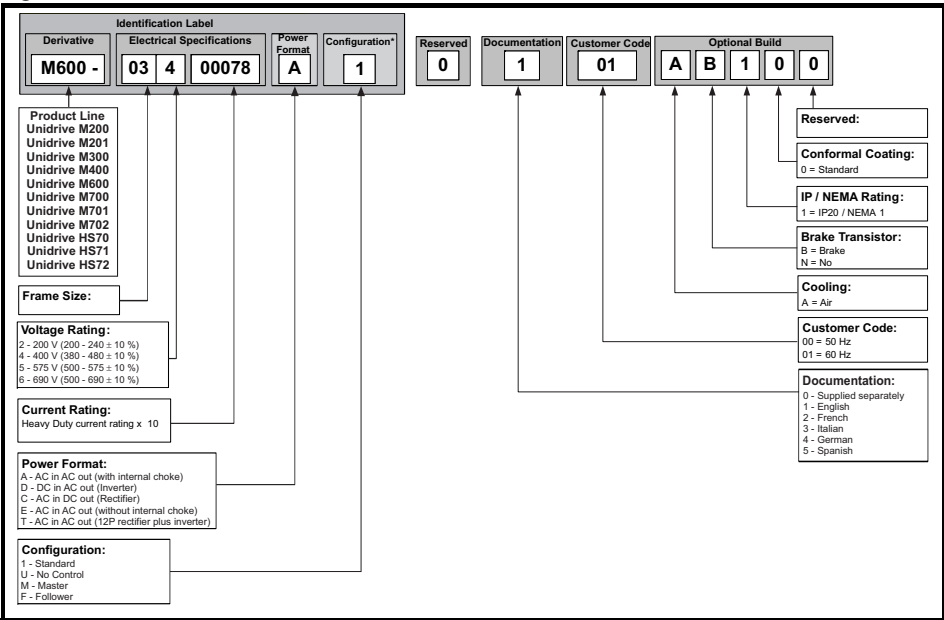 Identification Label
Derivative
Electrical Specifications
Power Format
Configuration*
Reserved
Documentation
Customer Code
Optional Build
M600 -
03
4
00078
A
1
0
1
01
A
B
1
0
0
Product Line
Unidrive M200
Unidrive M201
Unidrive M300
Unidrive M400
Unidrive M600
Unidrive M700
Unidrive M701
Unidrive M702
Unidrive HS70
Unidrive HS71
Unidrive HS72
Frame Size:
Voltage Rating:
2 - 200 V (200 - 240 ± 10 %)
4 - 400 V (380 - 480 ± 10 %)
5 - 575 V (500 - 575 ± 10 %)
6 - 690 V (500 - 690 ± 10 %)
Current Rating:
Heavy Duty current rating x 10
Power Format:
A - AC in AC out (with internal choke)
D - DC in AC out (Inverter)
C - AC in DC out (Rectifier)
E - AC in AC out (without internal choke)
T - AC in AC out (12P rectifier plus inverter)
Configuration:
1 - Standard
U - No Control
M - Master
F - Follower
Reserved:
Conformal Coating:
0 = Standard
IP / NEMA Rating:
1 = IP20 / NEMA 1
Brake Transistor:
B = Brake
N = No
Cooling:
A = Air
Customer Code:
00 = 50 Hz
01 = 60 Hz
Documentation:
0 - Supplied separately
1 - English
2 - French
3 - Italian
4 - German
5 - Spanish